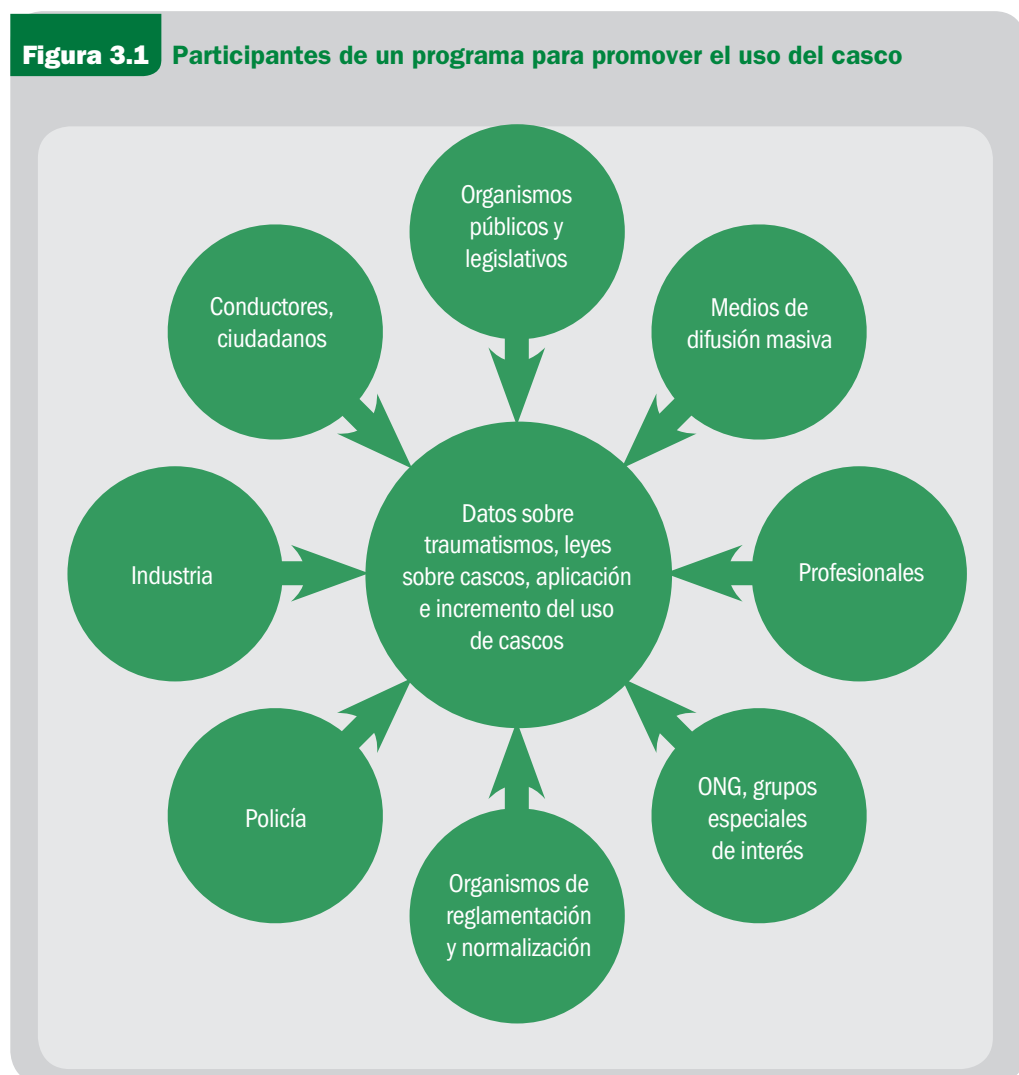 Figura 3.1 Participantes de un programa para promover el uso del casco
Organismos
públicos y
legislativos
Conductores,
ciudadanos
Medios de
difusión masiva
Industria
Datos sobre
traumatismos, leyes
sobre cascos, aplicación
e incremento del uso
de cascos
Profesionales
Policía
ONG, grupos
especiales
de interés
Organismos de
reglamentación
y normalización